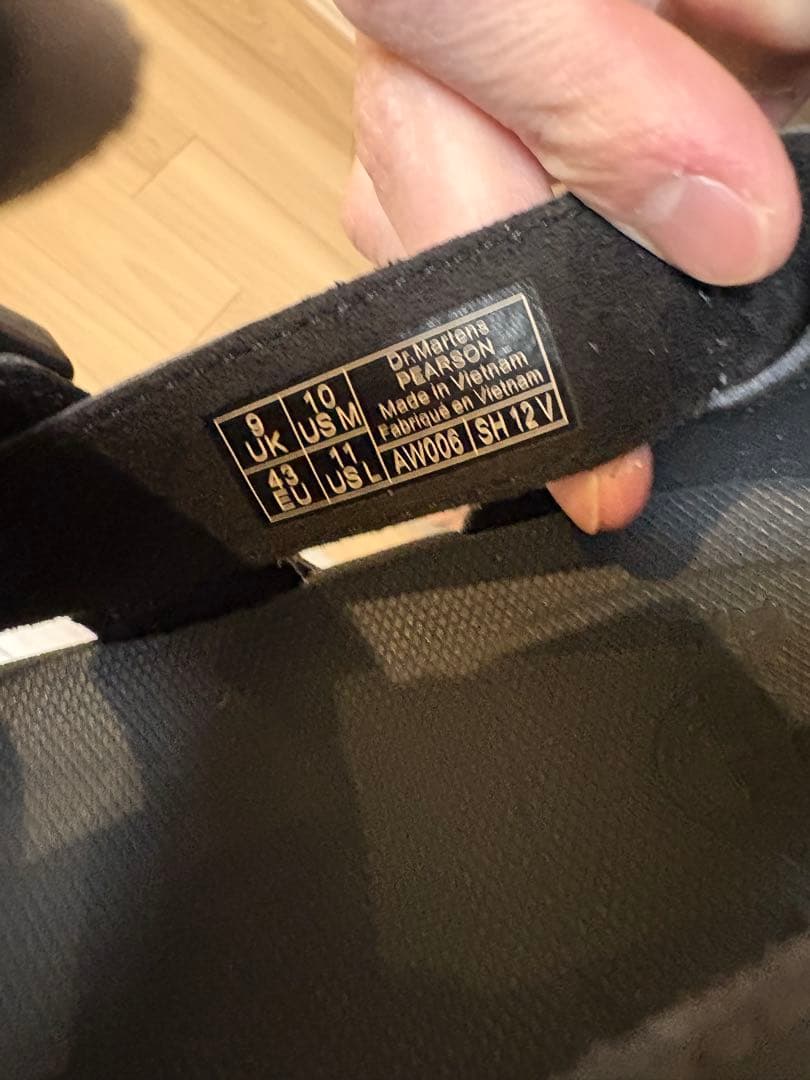 9 UK
10 US M
43 EU
11 US L
Dr. Martens
PEARSON
Made in Vietnam
Fabriqué en Vietnam
AW006
SH 12 V